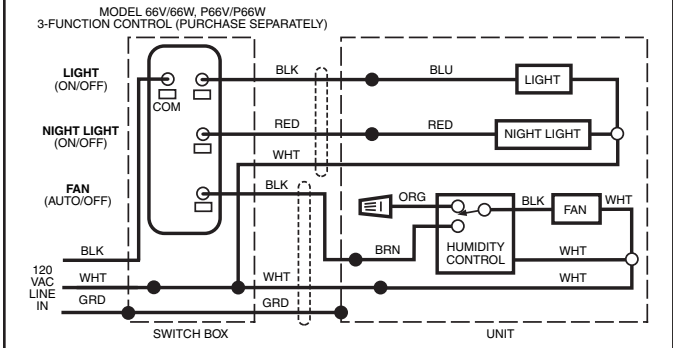 MODEL 66V/66W, P66V/P66W
3-FUNCTION CONTROL (PURCHASE SEPARATELY)
LIGHT
(ON/OFF)
COM
BLK
BLU
LIGHT
NIGHT LIGHT
(ON/OFF)
RED
RED
NIGHT LIGHT
WHT
FAN
(AUTO/OFF)
BLK
ORG
BLK
FAN
WHT
BRN
HUMIDITY
CONTROL
WHT
BLK
120
VAC
LINE
IN
WHT
WHT
WHT
GRD
GRD
SWITCH BOX
UNIT